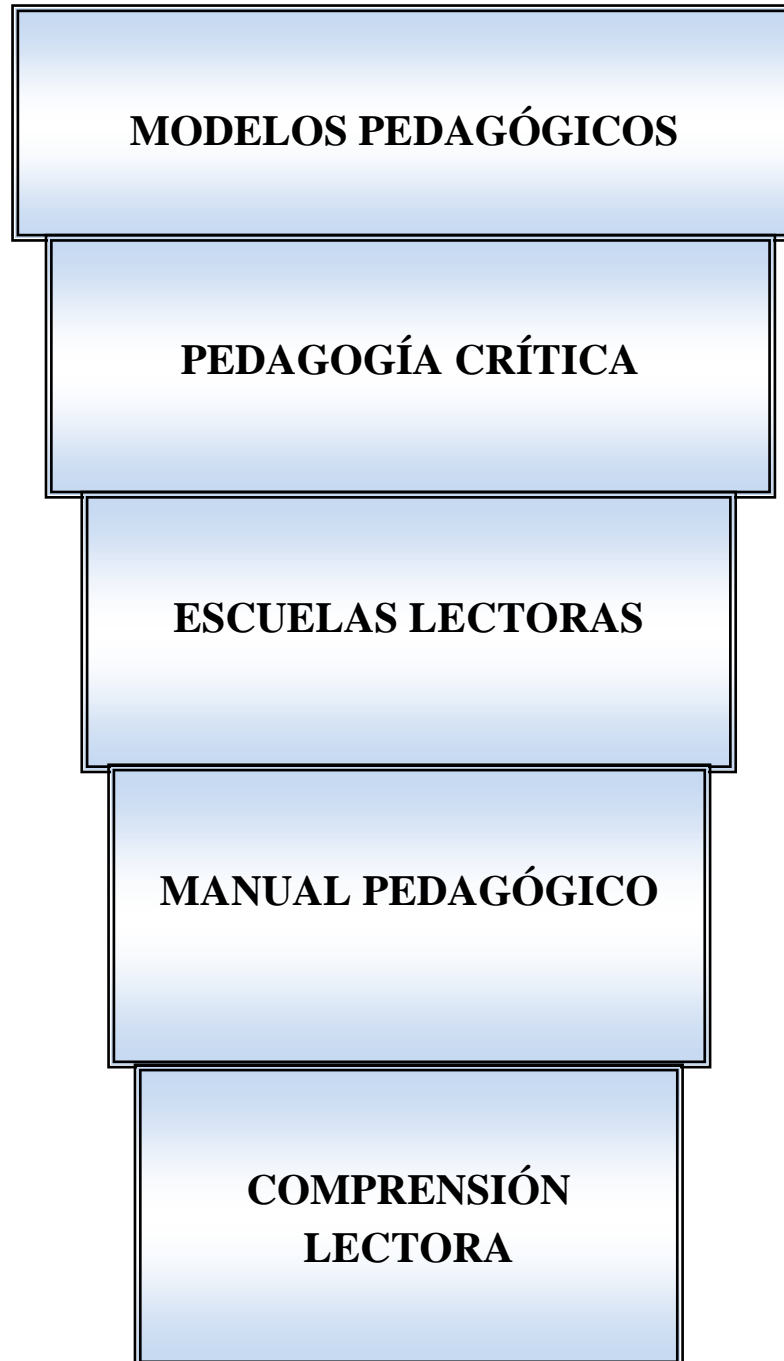 MODELOS PEDAGÓGICOS
PEDAGOGÍA CRÍTICA
ESCUELAS LECTORAS
MANUAL PEDAGÓGICO
COMPRENSIÓN
LECTORA